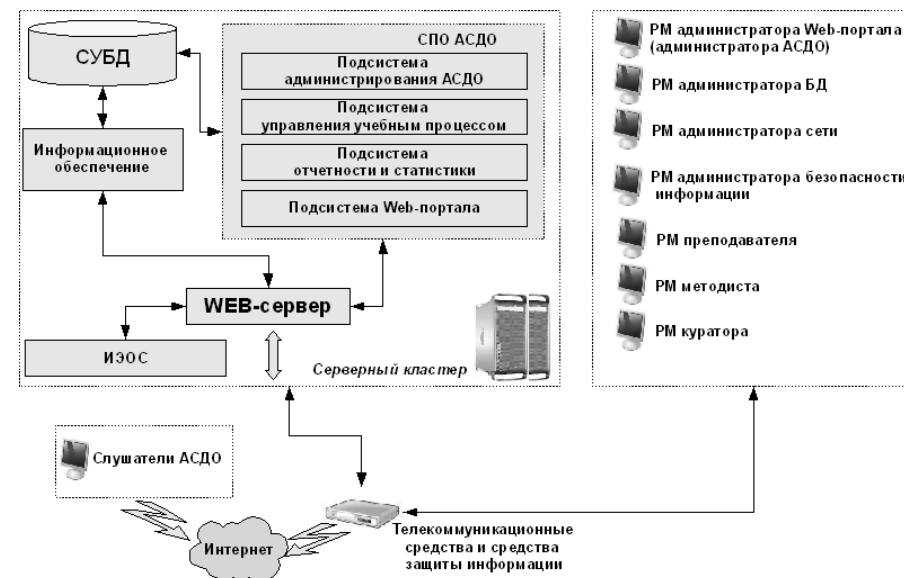 СУБД
Информационное
обеспечение
СПО АСДО
Подсистема
администрирования АСДО
Подсистема
управления учебным процессом
Подсистема
отчетности и статистики
Подсистема Web-портала
WEB-сервер
ИЭОС
Серверный кластер
РМ администратора Web-портала
(администратора АСДО)
РМ администратора БД
РМ администратора сети
РМ администратора безопасности
информации
РМ преподавателя
РМ методиста
РМ куратора
Слушатели АСДО
Интернет
Телекоммуникационные
средства и средства
защиты информации